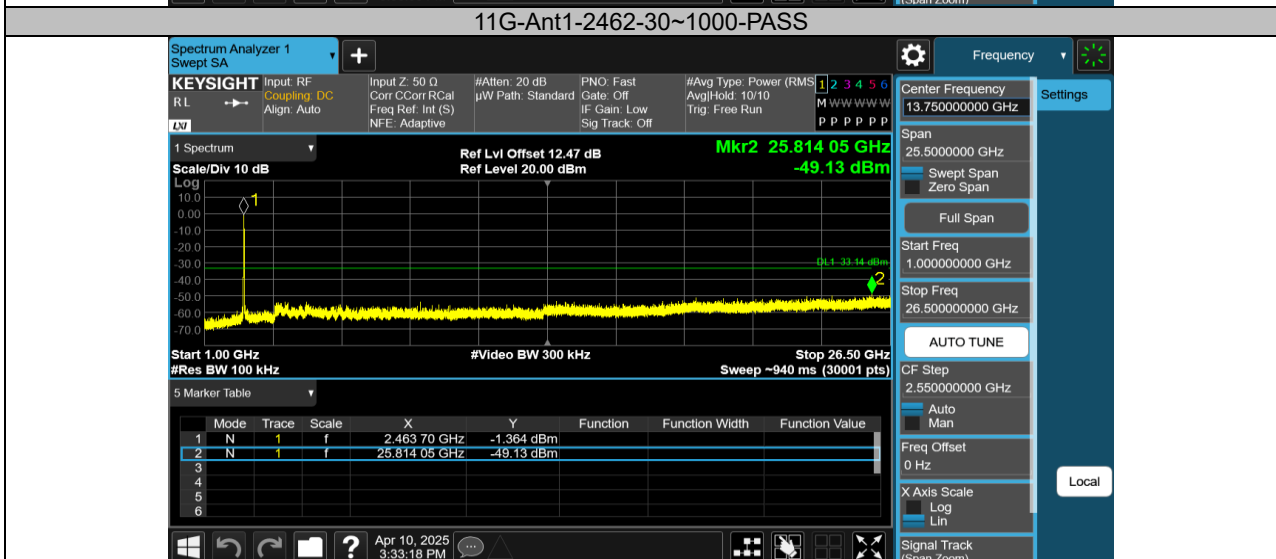 (Span Zoom)
11G-Ant1-2462-30~1000-PASS
Spectrum Analyzer 1
Swept SA
+
Frequency
KEYSIGHT
RL
LXI
Input: RF
Coupling: DC
Align: Auto
Input Z: 50 Ω
Corr CCorr RCal
Freq Ref: Int (S)
NFE: Adaptive
#Atten: 20 dB
µW Path: Standard
PNO: Fast
Gate: Off
IF Gain: Low
Sig Track: Off
#Avg Type: Power (RMS
Avg|Hold: 10/10
Trig: Free Run
1 2 3 4 5 6
M W W W W W
P P P P P P
1 Spectrum
Scale/Div 10 dB
Ref Lvl Offset 12.47 dB
Ref Level 20.00 dBm
Mkr2 25.814 05 GHz
-49.13 dBm
Log
10.0
0.00
-10.0
-20.0
-30.0
-40.0
-50.0
-60.0
-70.0
1
DL1 -33.14 dBm
2
Start 1.00 GHz
#Video BW 300 kHz
Stop 26.50 GHz
#Res BW 100 kHz
Sweep ~940 ms (30001 pts)
5 Marker Table
Mode Trace Scale X Y Function Function Width Function Value
1 N 1 f 2.463 70 GHz -1.364 dBm
2 N 1 f 25.814 05 GHz -49.13 dBm
3
4
5
6
Apr 10, 2025
3:33:18 PM
Center Frequency
13.750000000 GHz
Settings
Span
25.5000000 GHz
Swept Span
Zero Span
Full Span
Start Freq
1.000000000 GHz
Stop Freq
26.500000000 GHz
AUTO TUNE
CF Step
2.550000000 GHz
Auto
Man
Freq Offset
0 Hz
Local
X Axis Scale
Log
Lin
Signal Track
(Span Zoom)